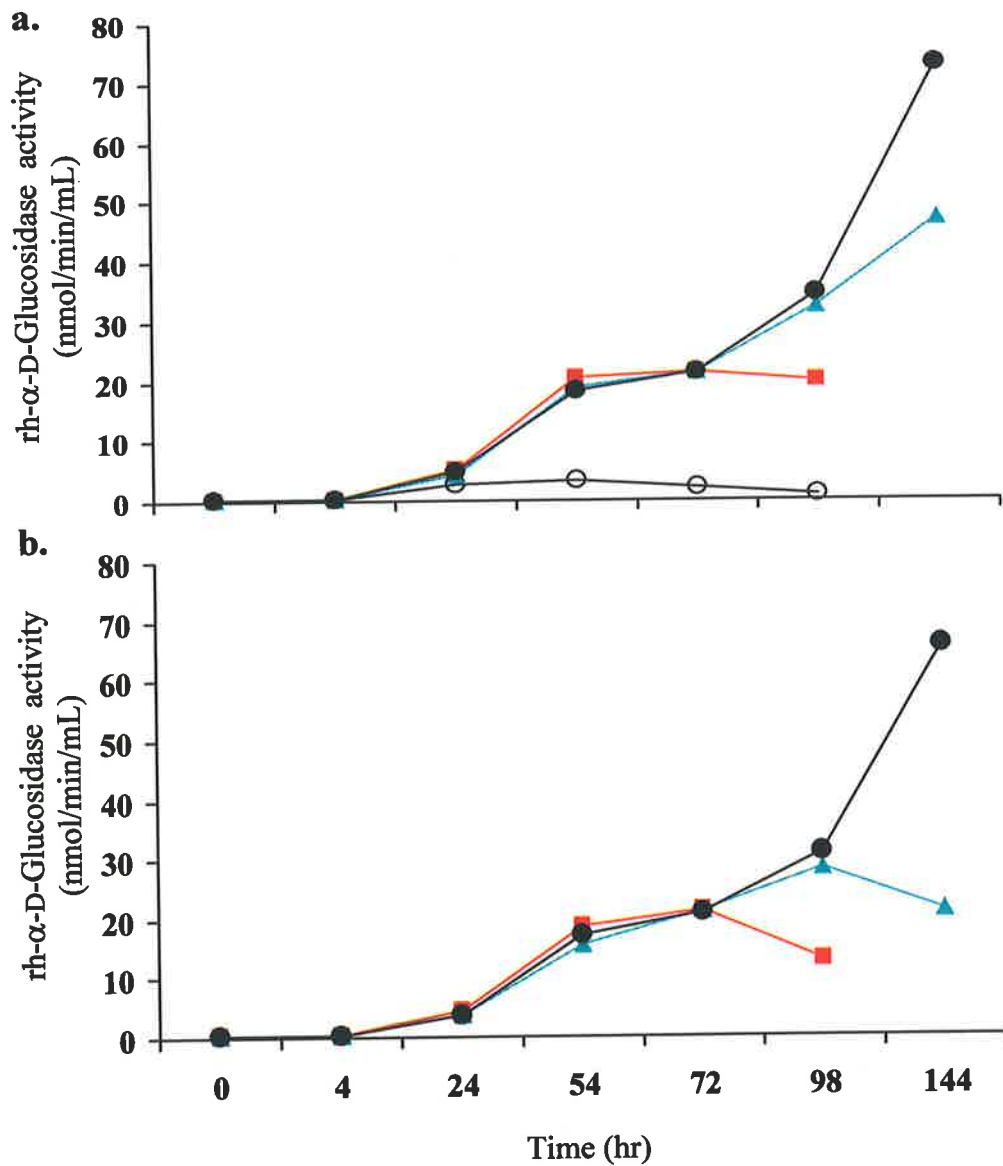 a.
80
70
60
50
40
30
20
10
0
rh-α-D-Glucosidase activity
(nmol/min/mL)
b.
80
70
60
50
40
30
20
10
0
rh-α-D-Glucosidase activity
(nmol/min/mL)
0 4 24 54 72 98 144
Time (hr)